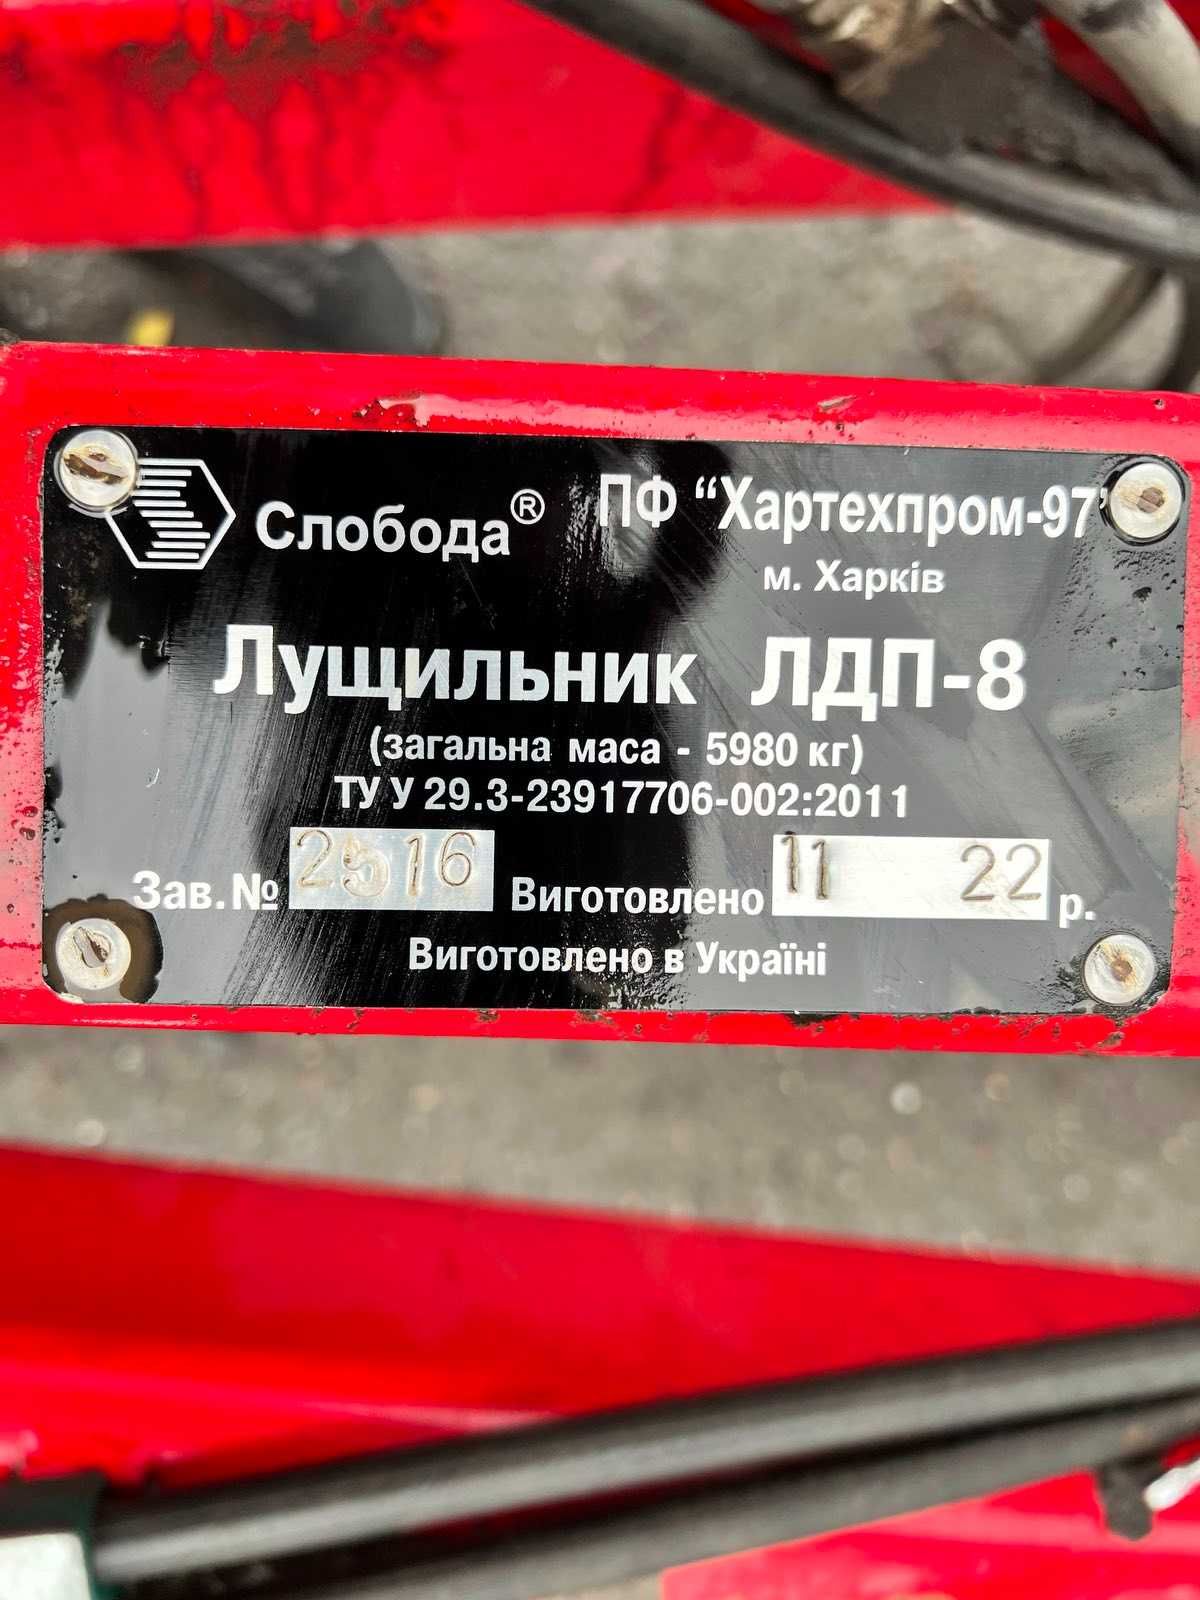 Слобода® ПФ “Хартехпром-97”
м. Харків
Лущильник ЛДП-8
(загальна маса - 5980 кг)
ТУ У 29.3-23917706-002:2011
Зав. № 2516 Виготовлено 11 22 р.
Виготовлено в Україні